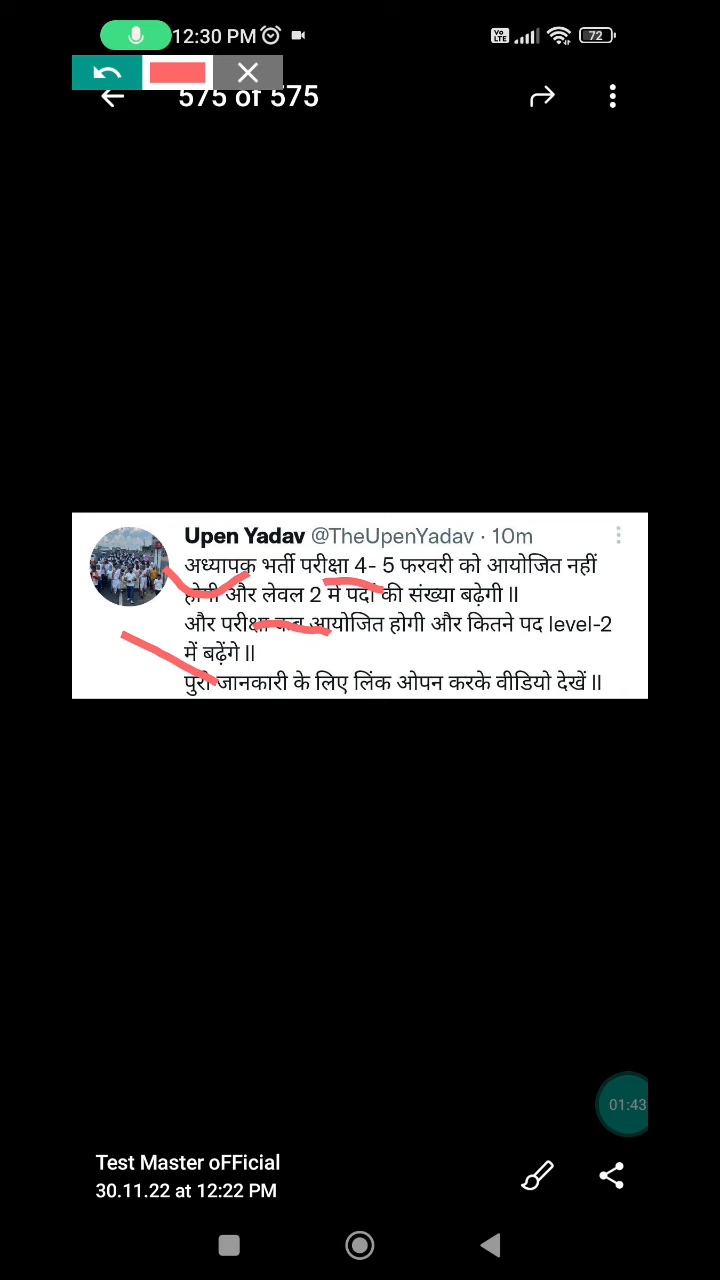 12:30 PM
Vo LTE
72
575 of 575
Upen Yadav @TheUpenYadav · 10m
अध्यापक भर्ती परीक्षा 4- 5 फरवरी को आयोजित नहीं
होगी और लेवल 2 में पदों की संख्या बढ़ेगी ll
और परीक्षा कब आयोजित होगी और कितने पद level-2
में बढ़ेंगे ll
पुरी जानकारी के लिए लिंक ओपन करके वीडियो देखें ll
01:43
Test Master oFFicial
30.11.22 at 12:22 PM